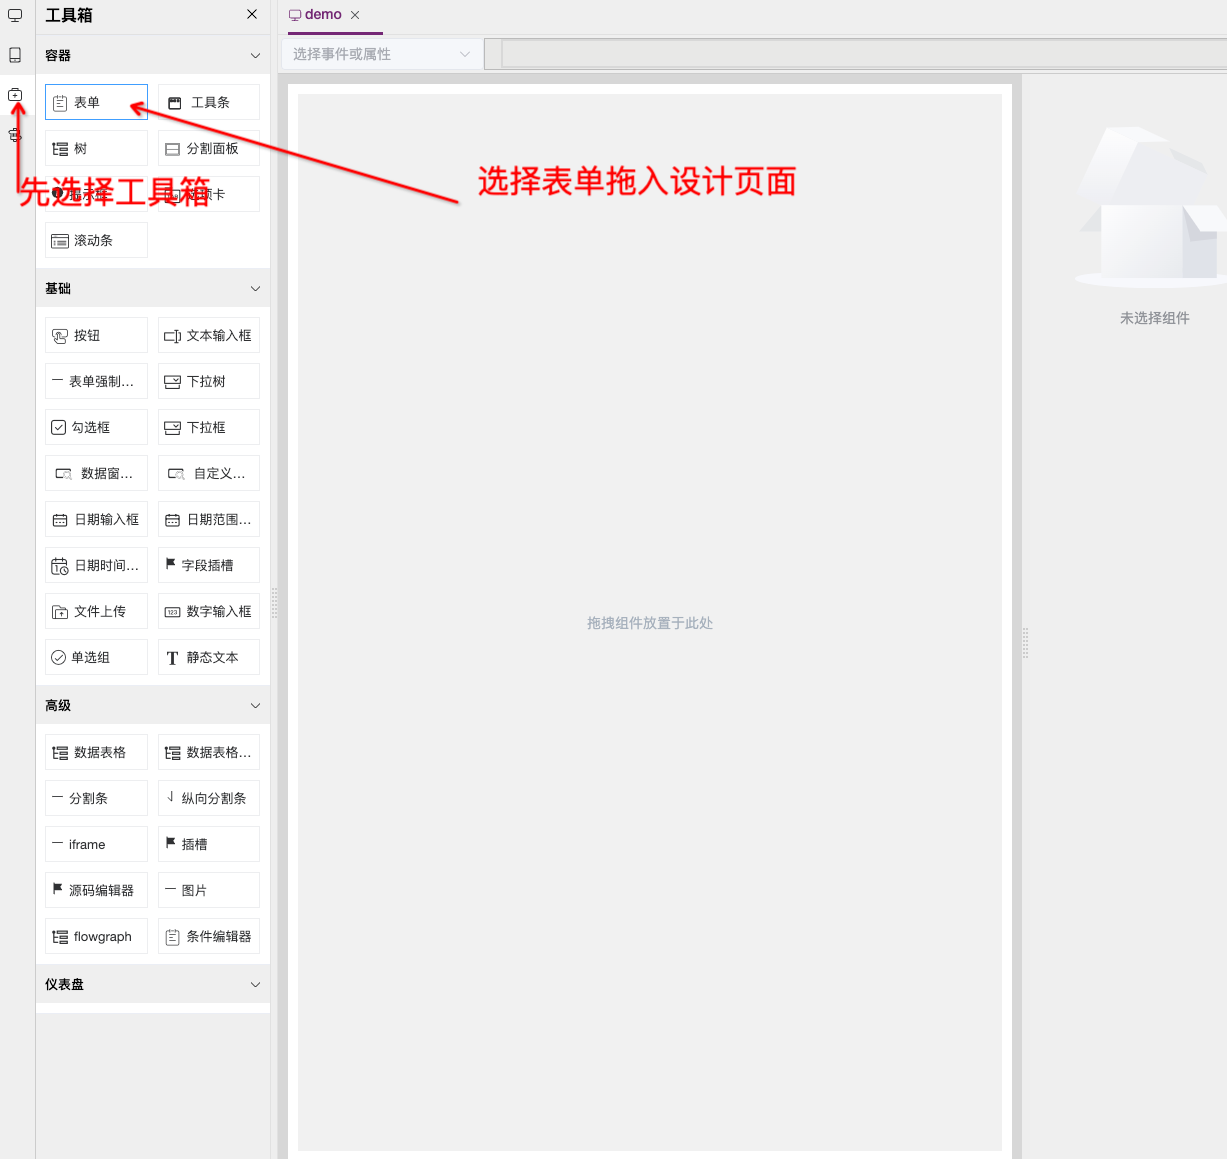 工具箱
demo
选择事件或属性
容器
表单
工具条
树
分割面板
选择表单拖入设计页面
先选择工具箱
提示框
选项卡
滚动条
基础
按钮
文本输入框
表单强制...
下拉树
勾选框
下拉框
数据窗...
自定义...
日期输入框
日期范围...
日期时间...
字段插槽
文件上传
数字输入框
单选组
静态文本
高级
数据表格
数据表格...
分割条
纵向分割条
iframe
插槽
源码编辑器
图片
flowgraph
条件编辑器
仪表盘
拖拽组件放置于此处
未选择组件